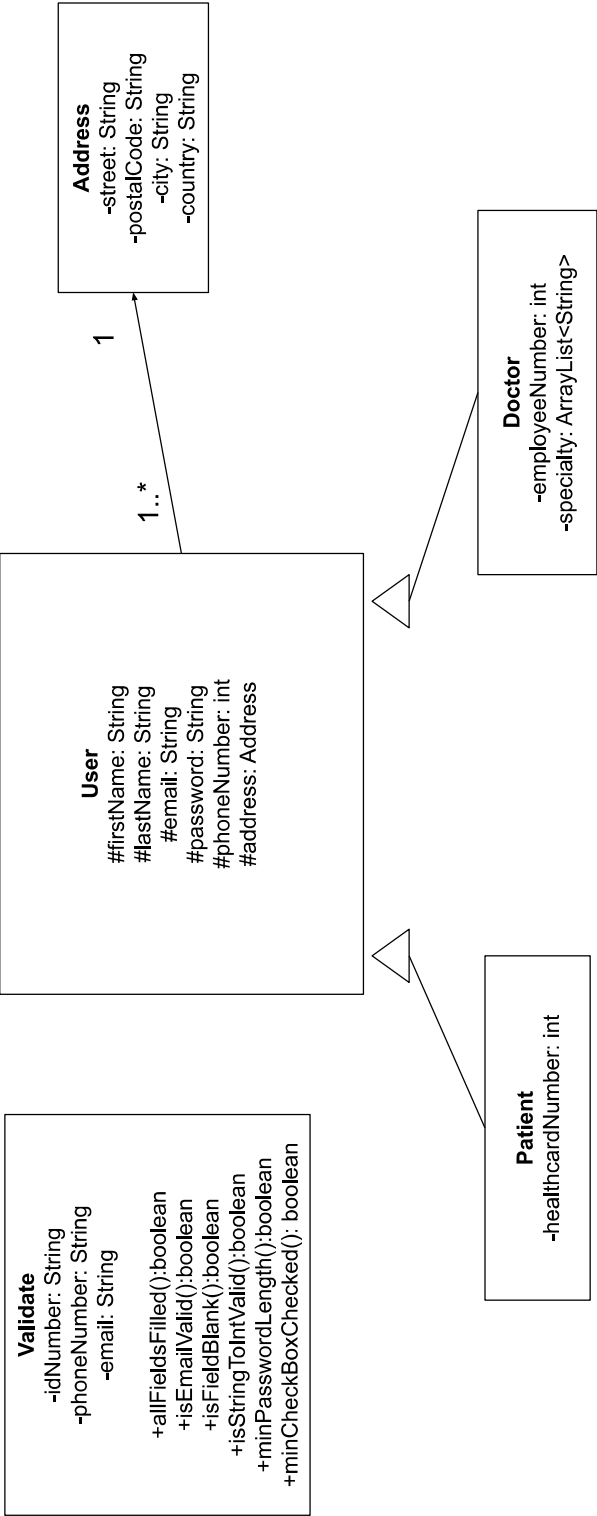 Validate
-idNumber: String
-phoneNumber: String
-email: String
+allFieldsFilled():boolean
+isEmailValid():boolean
+isFieldBlank():boolean
+isStringToIntValid():boolean
+minPasswordLength():boolean
+minCheckBoxChecked(): boolean
User
#firstName: String
#lastName: String
#email: String
#password: String
#phoneNumber: int
#address: Address
1..*
1
Address
-street: String
-postalCode: String
-city: String
-country: String
Patient
-healthcardNumber: int
Doctor
-employeeNumber: int
-specialty: ArrayList<String>